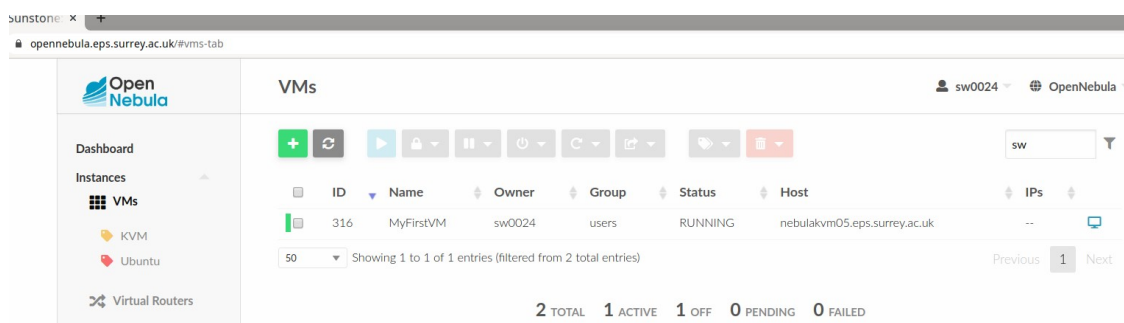 Sunstone × +
opennebula.eps.surrey.ac.uk/#vms-tab
Open
Nebula
VMs
sw0024 OpenNebula
Dashboard
sw
Instances
ID Name Owner Group Status Host IPs
VMs
316 MyFirstVM sw0024 users RUNNING nebulakvm05.eps.surrey.ac.uk --
KVM
50 Showing 1 to 1 of 1 entries (filtered from 2 total entries) Previous 1 Next
Ubuntu
Virtual Routers
2 TOTAL 1 ACTIVE 1 OFF 0 PENDING 0 FAILED